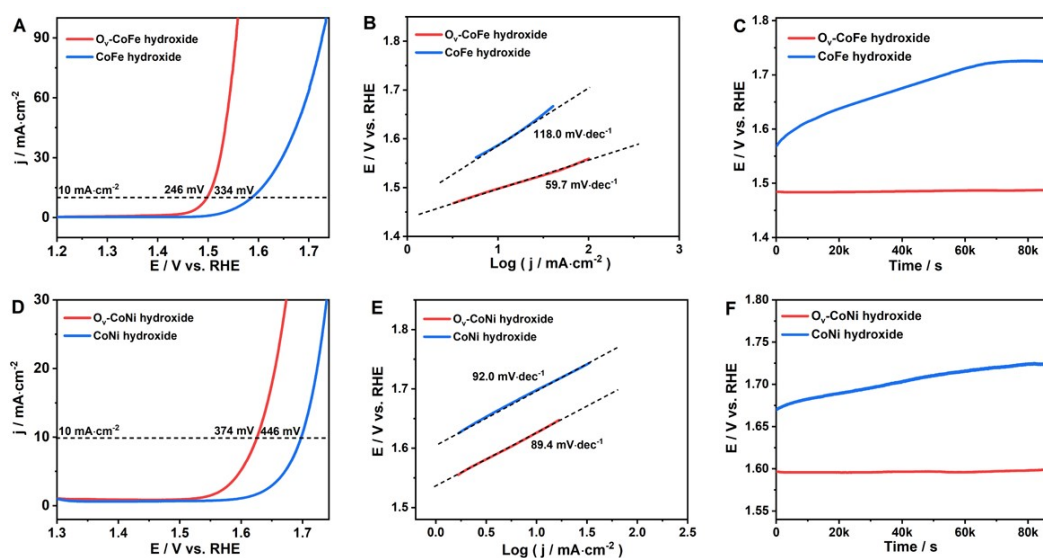 A
Oᵥ-CoFe hydroxide
CoFe hydroxide
90
60
30
0
j / mA·cm⁻²
10 mA·cm⁻²
246 mV
334 mV
1.2 1.3 1.4 1.5 1.6 1.7
E / V vs. RHE
B
Oᵥ-CoFe hydroxide
CoFe hydroxide
1.8
1.7
1.6
1.5
1.4
E / V vs. RHE
118.0 mV·dec⁻¹
59.7 mV·dec⁻¹
0 1 2 3
Log ( j / mA·cm⁻² )
C
Oᵥ-CoFe hydroxide
CoFe hydroxide
1.8
1.7
1.6
1.5
1.4
E / V vs. RHE
0 20k 40k 60k 80k
Time / s
D
Oᵥ-CoNi hydroxide
CoNi hydroxide
30
20
10
0
j / mA·cm⁻²
10 mA·cm⁻²
374 mV
446 mV
1.3 1.4 1.5 1.6 1.7
E / V vs. RHE
E
Oᵥ-CoNi hydroxide
CoNi hydroxide
1.8
1.7
1.6
1.5
E / V vs. RHE
92.0 mV·dec⁻¹
89.4 mV·dec⁻¹
0.0 0.5 1.0 1.5 2.0 2.5
Log ( j / mA·cm⁻² )
F
Oᵥ-CoNi hydroxide
CoNi hydroxide
1.80
1.75
1.70
1.65
1.60
1.55
E / V vs. RHE
0 20k 40k 60k 80k
Time / s